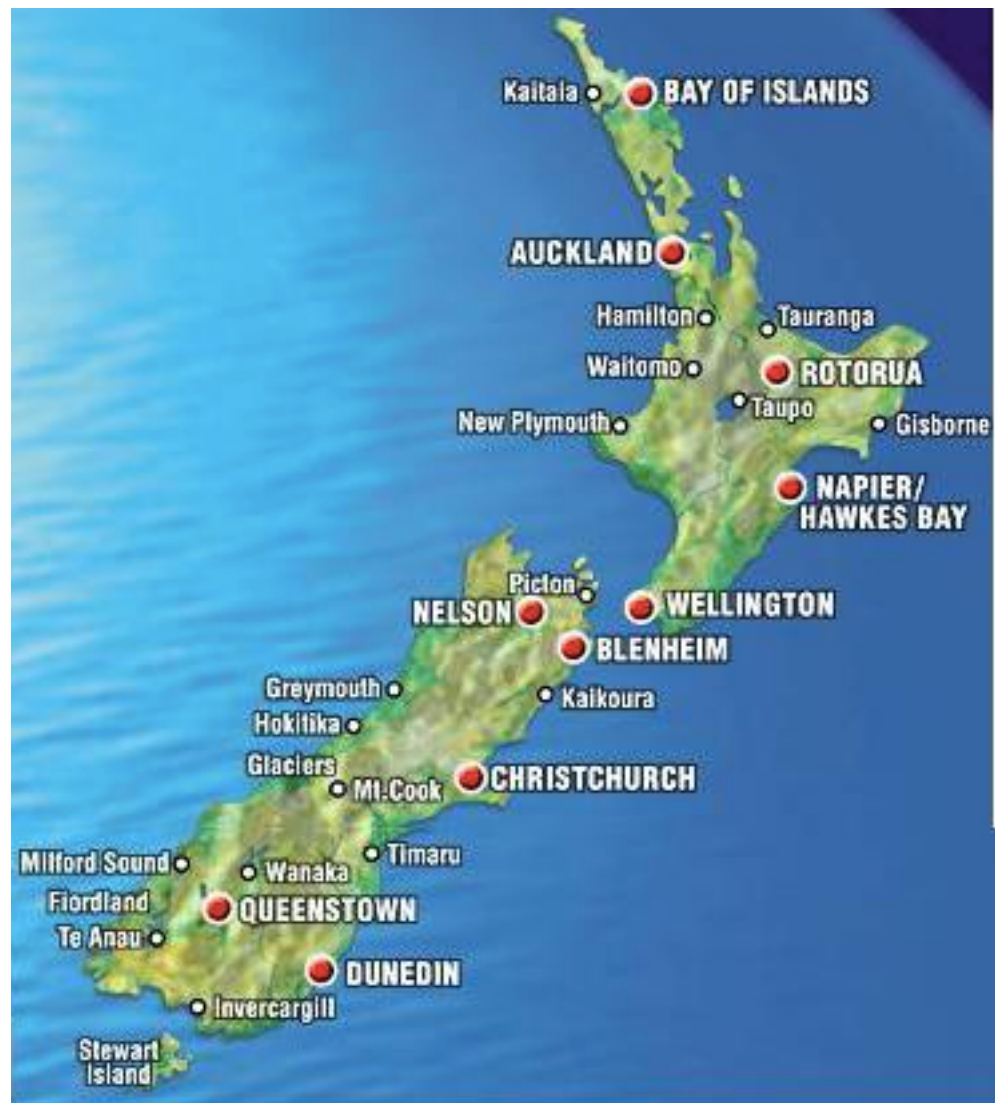 Kaitaia
BAY OF ISLANDS
AUCKLAND
Hamilton
Tauranga
Waitomo
ROTORUA
Taupo
New Plymouth
Gisborne
NAPIER/
HAWKES BAY
Picton
NELSON
WELLINGTON
BLENHEIM
Greymouth
Kaikoura
Hokitika
Glaciers
Mt.Cook
CHRISTCHURCH
Milford Sound
Timaru
Wanaka
Fiordland
QUEENSTOWN
Te Anau
DUNEDIN
Invercargill
Stewart
Island